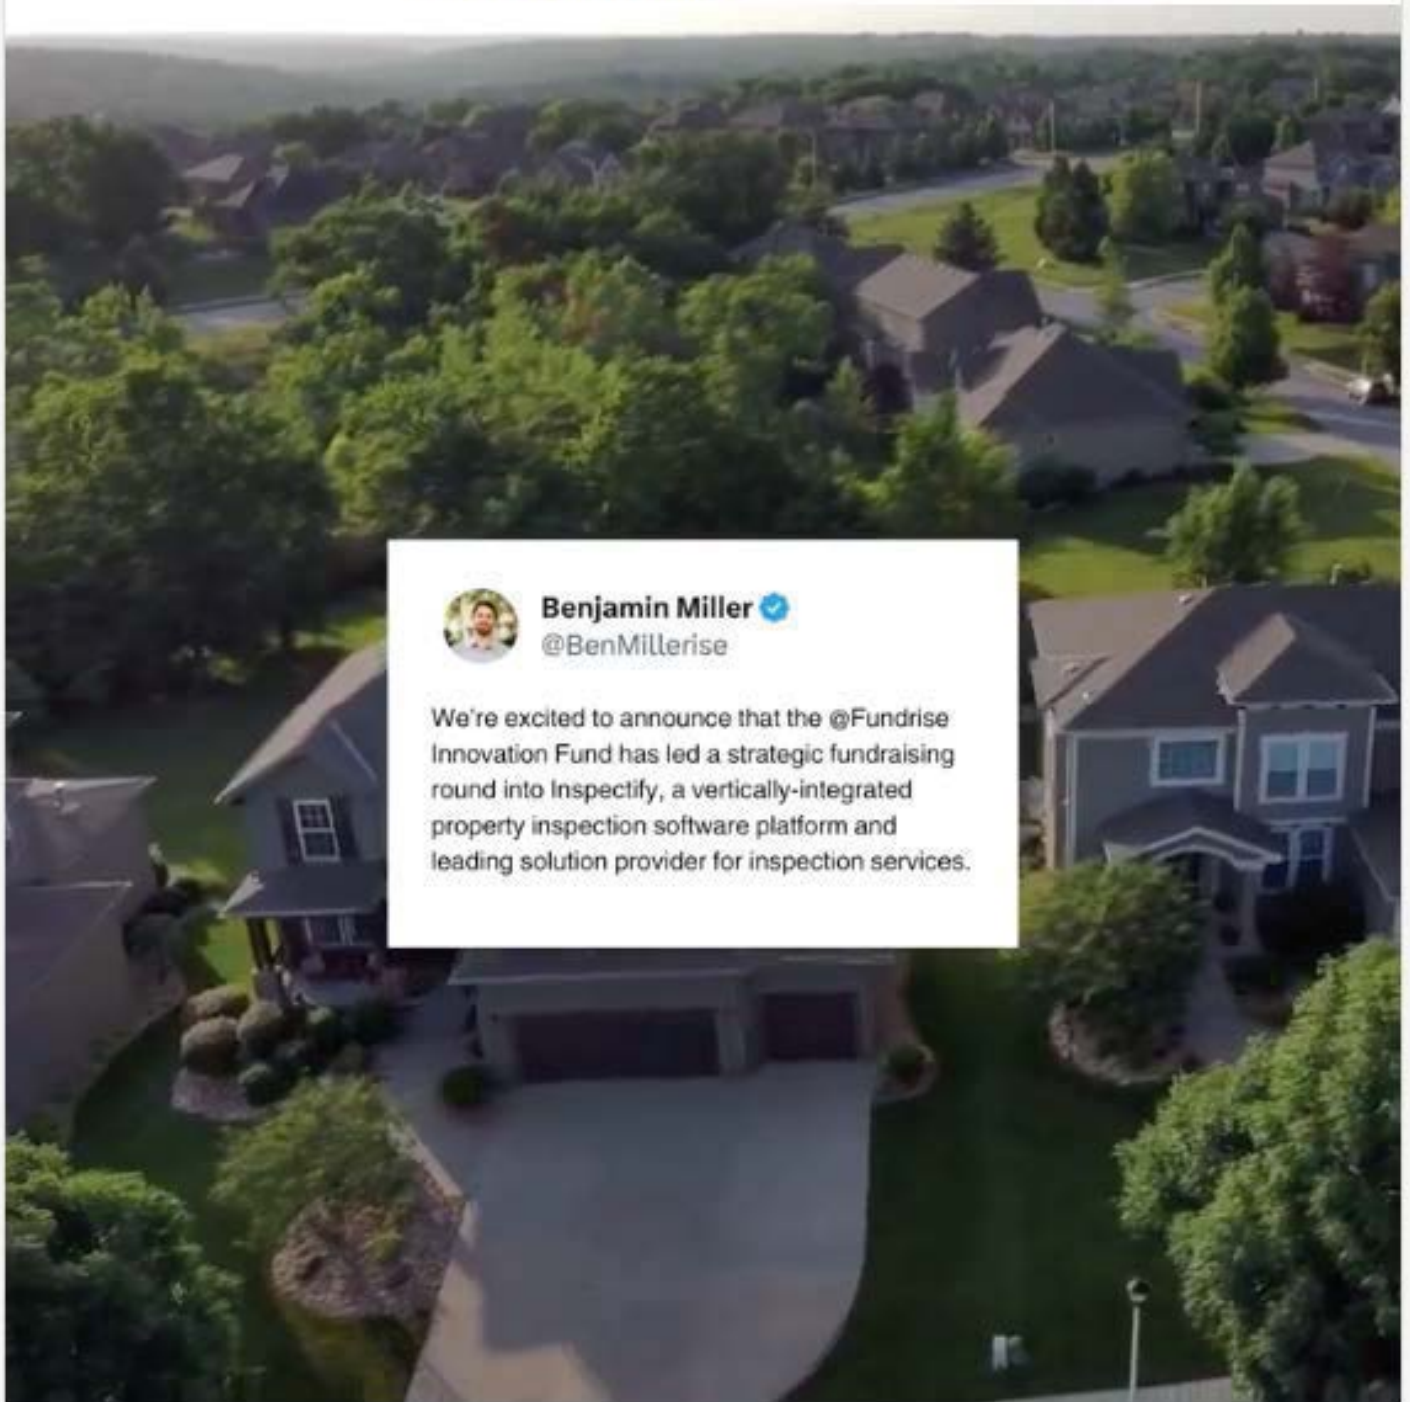 Benjamin Miller
@BenMillerise
We're excited to announce that the @Fundrise
Innovation Fund has led a strategic fundraising
round into Inspectify, a vertically-integrated
property inspection software platform and
leading solution provider for inspection services.